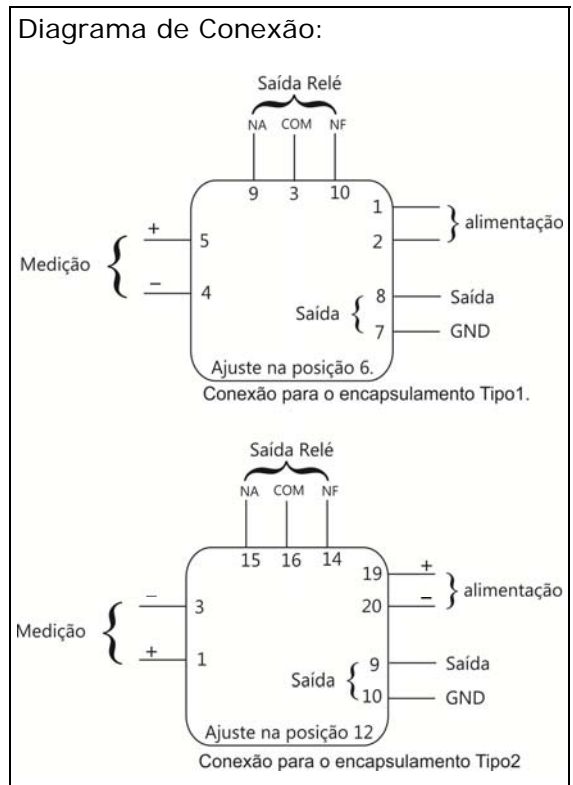 Diagrama de Conexão:
Saída Relé
NA COM NF
9 3 10
1
2
alimentação
+
5
Medição
−
4
Saída
8
Saída
7
GND
Ajuste na posição 6.
Conexão para o encapsulamento Tipo1.
Saída Relé
NA COM NF
15 16 14
19
+
20
−
alimentação
−
3
Medição
+
1
Saída
9
Saída
10
GND
Ajuste na posição 12
Conexão para o encapsulamento Tipo2